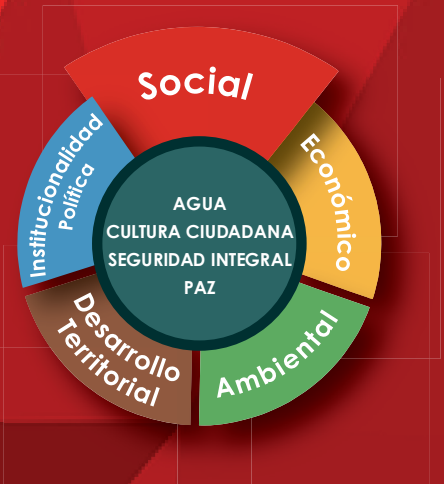 Social
Económico
Ambiental
Desarrollo
Territorial
Institucionalidad
Política
AGUA
CULTURA CIUDADANA
SEGURIDAD INTEGRAL
PAZ